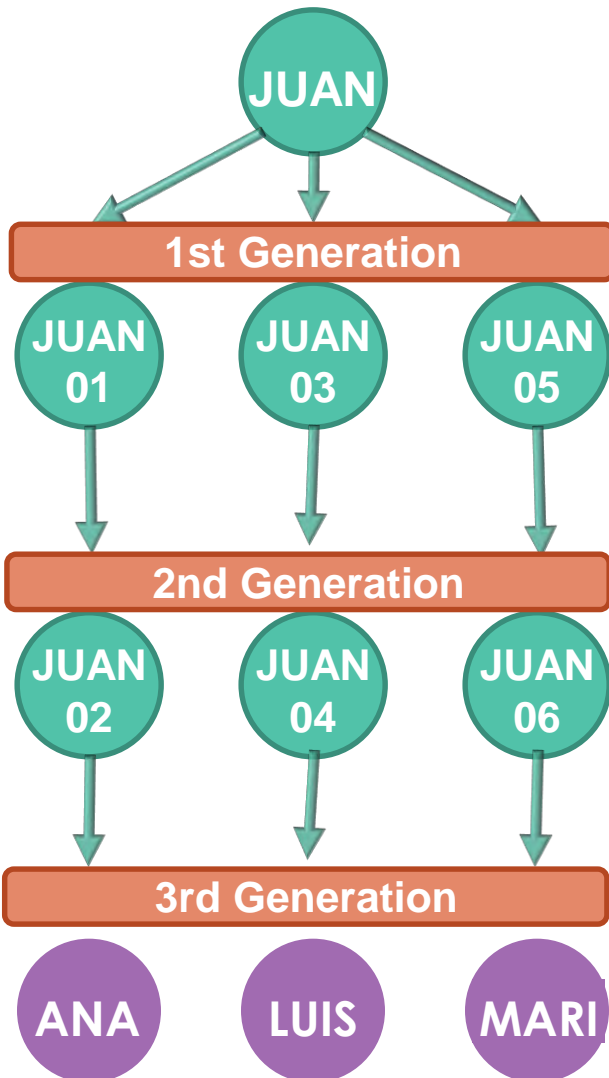 JUAN
1st Generation
JUAN
01
JUAN
03
JUAN
05
2nd Generation
JUAN
02
JUAN
04
JUAN
06
3rd Generation
ANA
LUIS
MARI